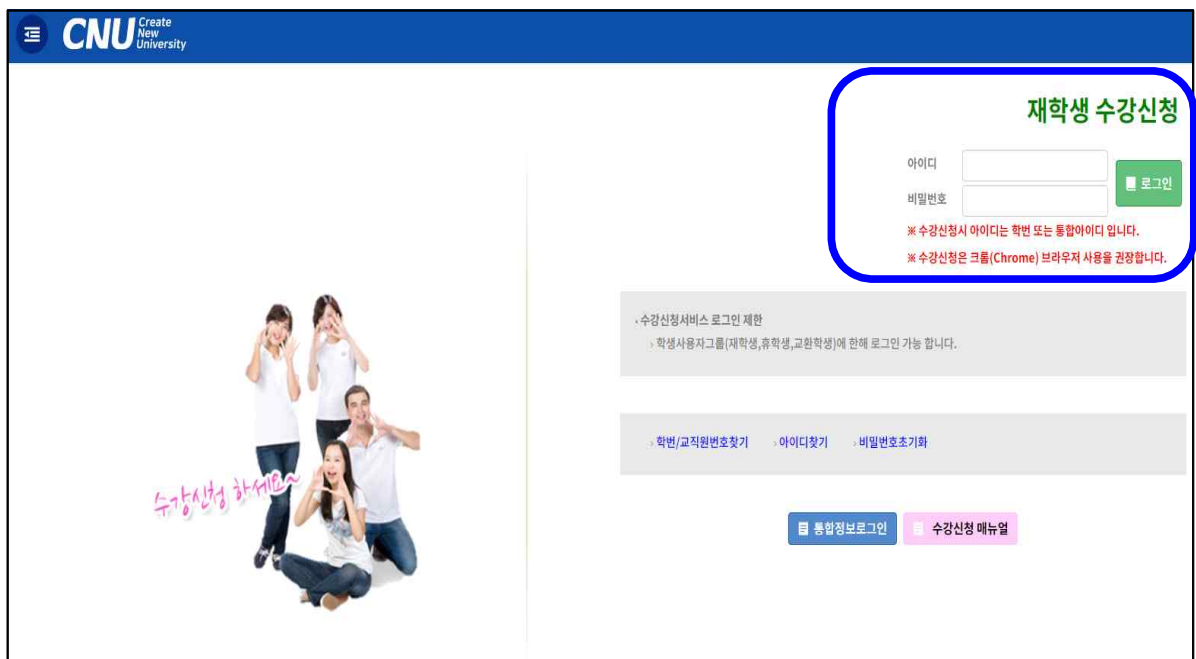 CNU Create
New
University
재학생 수강신청
아이디
비밀번호
로그인
※ 수강신청시 아이디는 학번 또는 통합아이디 입니다.
※ 수강신청은 크롬(Chrome) 브라우저 사용을 권장합니다.
수강신청서비스 로그인 제한
› 학생사용자그룹(재학생,휴학생,교환학생)에 한해 로그인 가능 합니다.
› 학번/교직원번호찾기 › 아이디찾기 › 비밀번호초기화
수강신청 하세요~
통합정보로그인 수강신청 매뉴얼